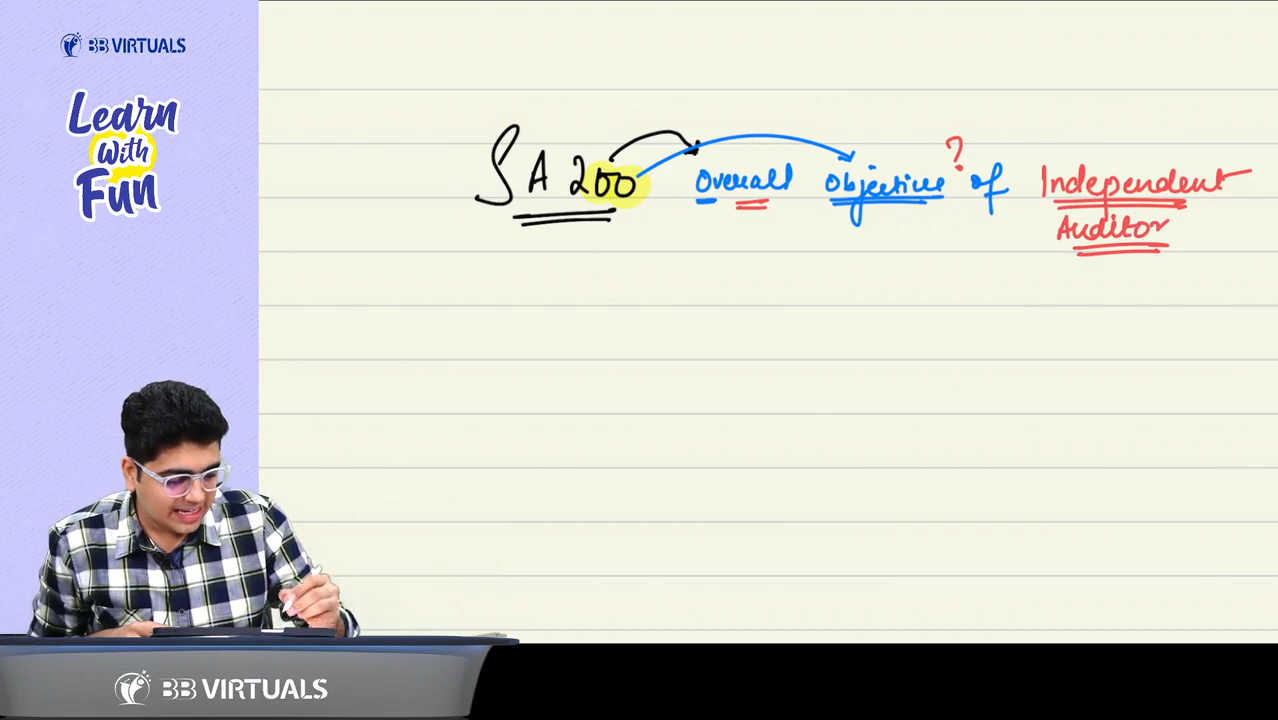 BB VIRTUALS
Learn
With
Fun
SA 200 Overall Objective ? of Independent
Auditor
BB VIRTUALS